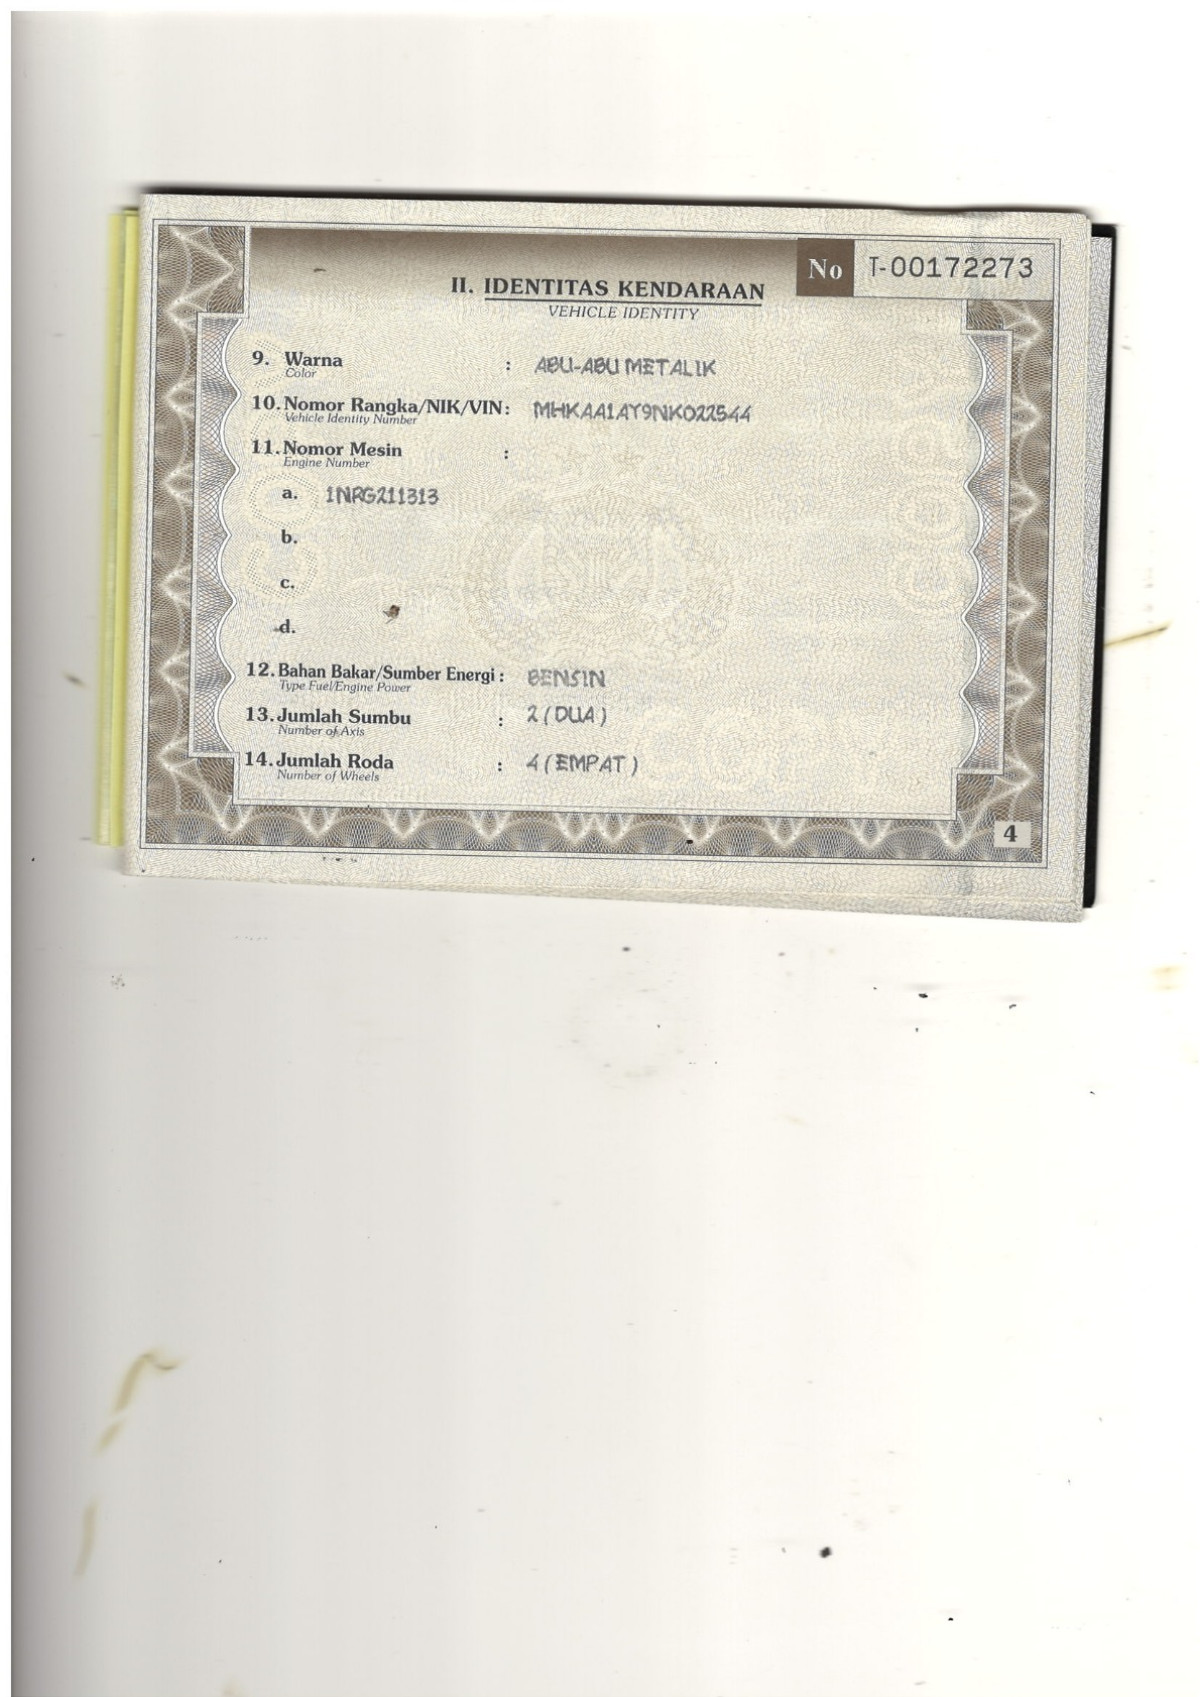 No T-00172273
II. IDENTITAS KENDARAAN
VEHICLE IDENTITY
9. Warna : ABU-ABU METALIK
Color
10. Nomor Rangka/NIK/VIN : MHKAA1AY9NK022544
Vehicle Identity Number
11. Nomor Mesin :
Engine Number
a. 1NRG211313
b.
c.
d.
12. Bahan Bakar/Sumber Energi : BENSIN
Type Fuel/Engine Power
13. Jumlah Sumbu : 2 (DUA)
Number of Axis
14. Jumlah Roda : 4 (EMPAT)
Number of Wheels
4